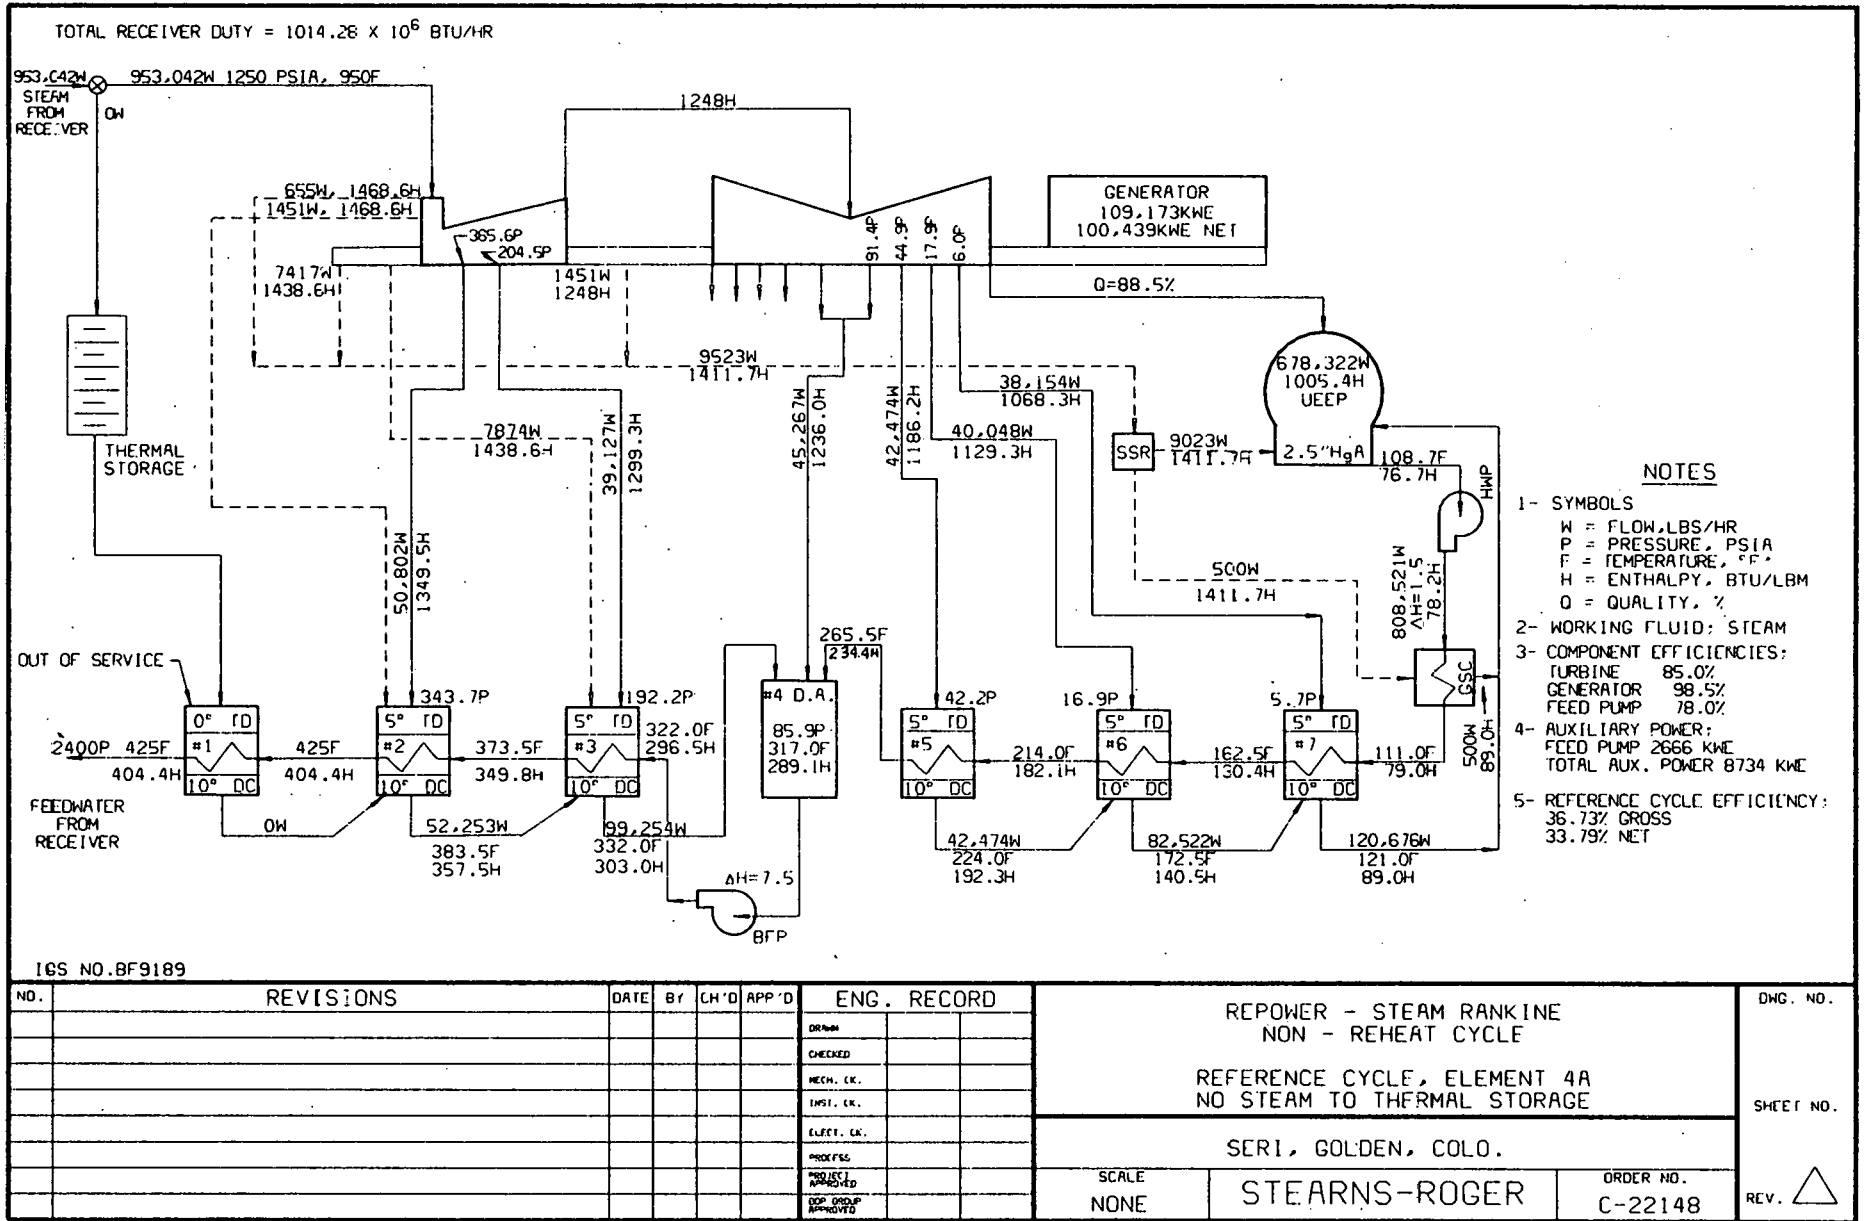 TOTAL RECEIVER DUTY = 1014.28 X 10⁶ BTU/HR
953,042W
STEAM
FROM
RECEIVER
0W
953,042W 1250 PSIA, 950F
1248H
655W, 1468.6H
1451W, 1468.6H
365.6P
204.5P
7417W
1438.6H
1451W
1248H
91.4P
44.9P
17.9P
6.0P
GENERATOR
109,173KWE
100,439KWE NET
Q=88.5%
9523W
1411.7H
678,322W
1005.4H
UEEP
2.5"HgA
38,154W
1068.3H
THERMAL
STORAGE
7874W
1438.6H
39,127W
1299.3H
45,267W
1236.0H
42,474W
1186.2H
40,048W
1129.3H
SSR
9023W
1411.7H
108.7F
76.7H
HWP
50,802W
1349.5H
500W
1411.7H
808,521W
ΔH=1.5
78.2H
GSC
500W
89.0H
OUT OF SERVICE
265.5F
234.4H
343.7P
192.2P
42.2P
16.9P
5.7P
2400P
425F
404.4H
0° TD
#1
10° DC
425F
404.4H
5° TD
#2
10° DC
373.5F
349.8H
5° TD
#3
10° DC
322.0F
296.5H
#4 D.A.
85.9P
317.0F
289.1H
5° TD
#5
10° DC
214.0F
182.1H
5° TD
#6
10° DC
162.5F
130.4H
5° TD
#7
10° DC
111.0F
79.0H
FEEDWATER
FROM
RECEIVER
0W
52,253W
383.5F
357.5H
99,254W
332.0F
303.0H
ΔH=7.5
BFP
42,474W
224.0F
192.3H
82,522W
172.5F
140.5H
120,676W
121.0F
89.0H
NOTES
1- SYMBOLS
W = FLOW,LBS/HR
P = PRESSURE, PSIA
F = TEMPERATURE, °F
H = ENTHALPY, BTU/LBM
Q = QUALITY, %
2- WORKING FLUID: STEAM
3- COMPONENT EFFICIENCIES:
TURBINE 85.0%
GENERATOR 98.5%
FEED PUMP 78.0%
4- AUXILIARY POWER:
FEED PUMP 2666 KWE
TOTAL AUX. POWER 8734 KWE
5- REFERENCE CYCLE EFFICIENCY:
36.73% GROSS
33.79% NET
IGS NO.BF9189
NO. REVISIONS DATE BY CH'D APP'D
ENG. RECORD
DRAWN
CHECKED
MECH. CK.
INST. CK.
ELECT. CK.
PROCESS
PROJECT
APPROVED
APPROVED
REPOWER - STEAM RANKINE
NON - REHEAT CYCLE
REFERENCE CYCLE, ELEMENT 4A
NO STEAM TO THERMAL STORAGE
SERI, GOLDEN, COLO.
SCALE
NONE
STEARNS-ROGER
ORDER NO.
C-22148
DWG. NO.
SHEET NO.
REV.